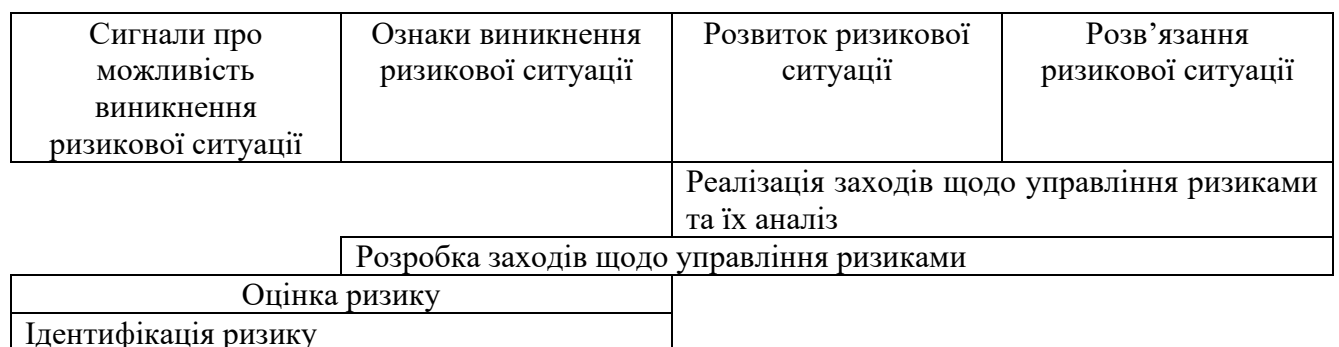 Сигнали про
можливість
виникнення
ризикової ситуації
Ознаки виникнення
ризикової ситуації
Розвиток ризикової
ситуації
Розв’язання
ризикової ситуації
Реалізація заходів щодо управління ризиками
та їх аналіз
Розробка заходів щодо управління ризиками
Оцінка ризику
Ідентифікація ризику